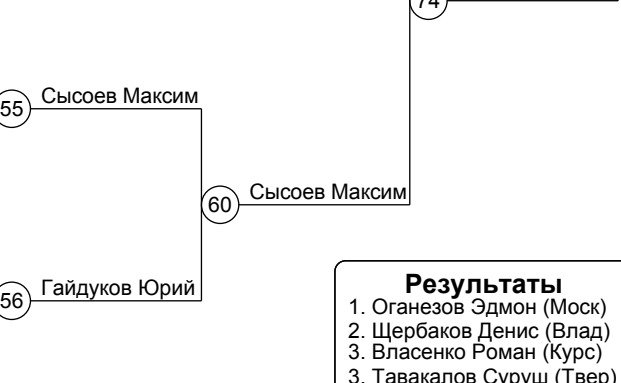 74
Сысоев Максим
55
Сысоев Максим
60
Гайдуков Юрий
56
Результаты
1. Оганезов Эдмон (Моск)
2. Щербаков Денис (Влад)
3. Власенко Роман (Курс)
3. Тавакалов Суруш (Твер)